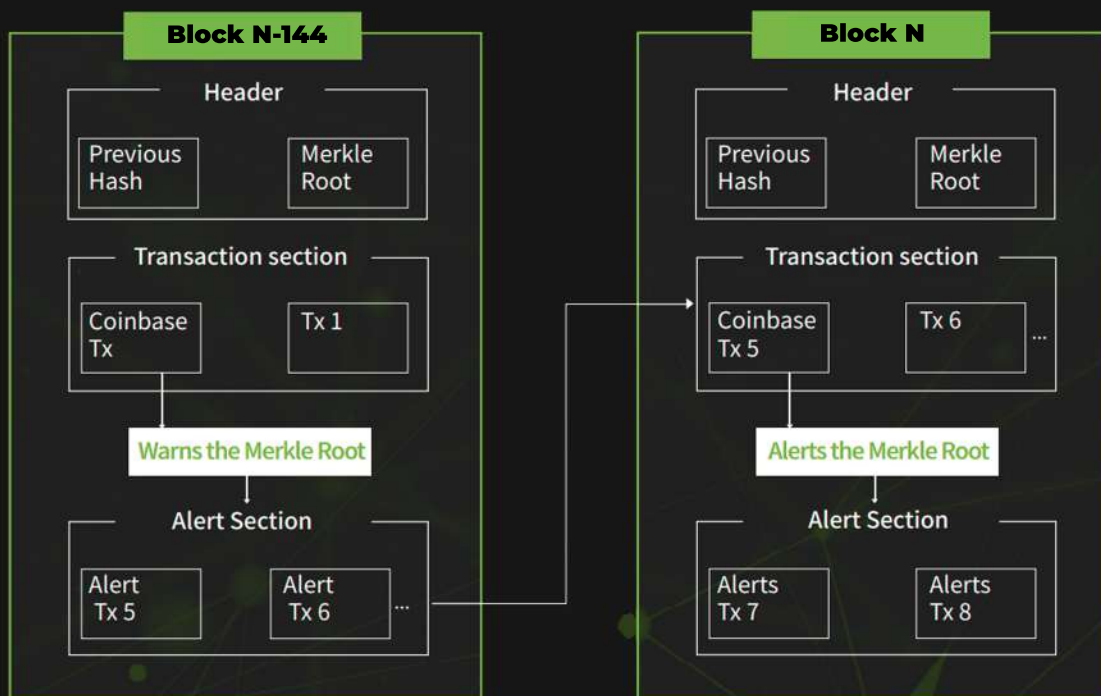 Block N-144
Header
Previous
Hash
Merkle
Root
Transaction section
Coinbase
Tx
Tx 1
Warns the Merkle Root
Alert Section
Alert
Tx 5
Alert
Tx 6
...
Block N
Header
Previous
Hash
Merkle
Root
Transaction section
Coinbase
Tx 5
Tx 6
...
Alerts the Merkle Root
Alert Section
Alerts
Tx 7
Alerts
Tx 8